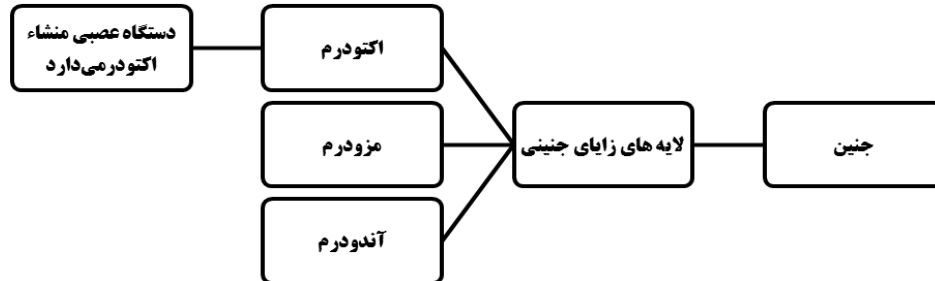 جنین
لایه های زایای جنینی
اکتودرم
مزودرم
آندودرم
دستگاه عصبی منشاء
اکتودرمی‌دارد